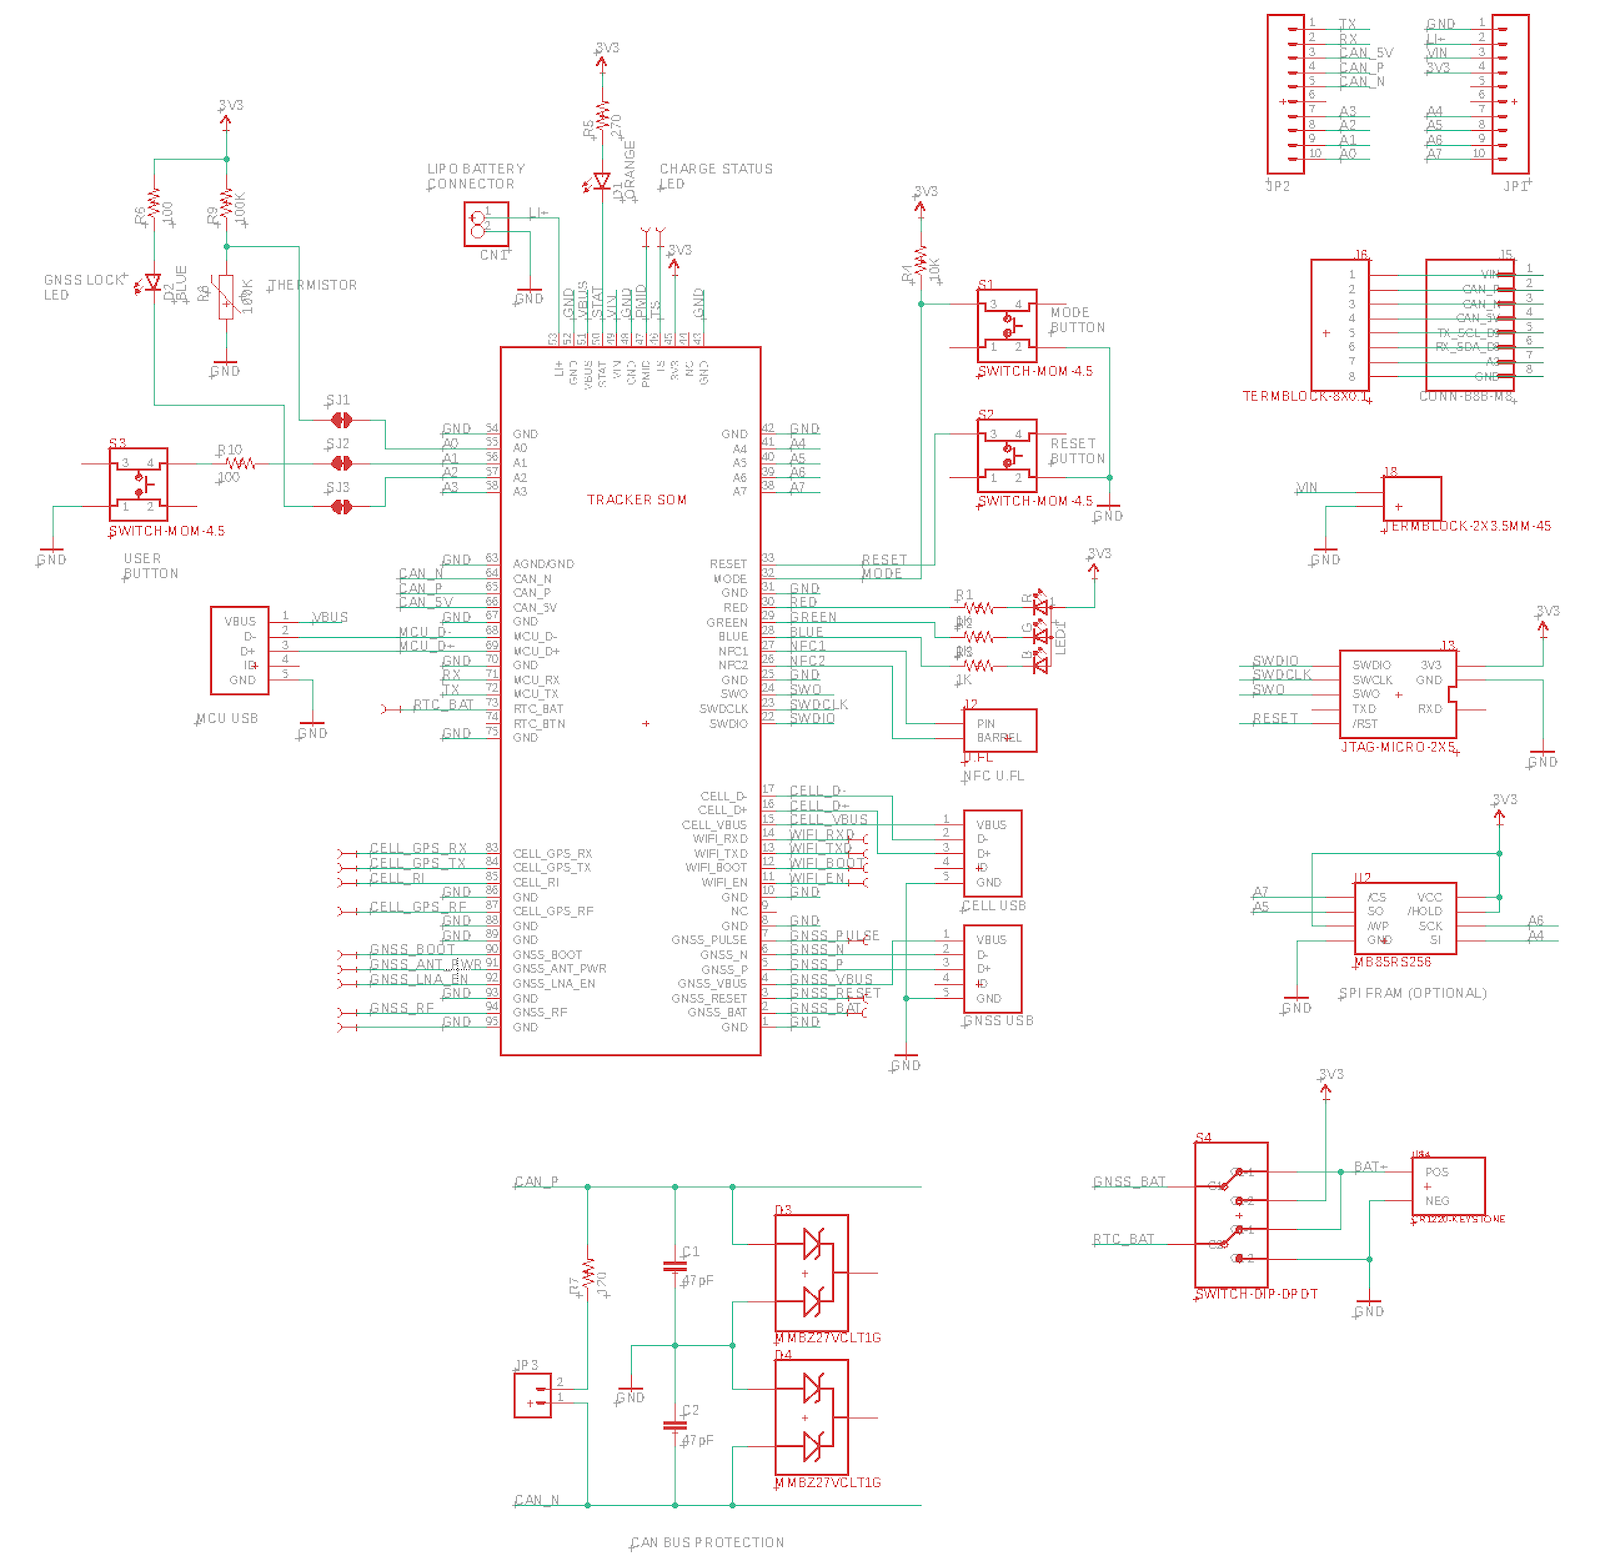 3V3
R6
100
R9
100K
GNSS LOCK
LED
D2
BLUE
R8
THERMISTOR
GND
3V3
R5
270
D1
ORANGE
CHARGE STATUS
LED
LIPO BATTERY
CONNECTOR
1
2
CN1
LI+
GND
3V3
GND
VBUS
STAT
VIN
GND
PMID
TS
GND
53
52
51
50
49
48
47
46
45
44
43
LI+
GND
VBUS
STAT
VIN
GND
PMID
TS
3V3
NC
GND
TRACKER SOM
SJ1
SJ2
SJ3
S3
3 4
1 2
SWITCH-MOM-4.5
R10
100
GND
USER
BUTTON
GND 54 GND
A0 55 A0
A1 56 A1
A2 57 A2
A3 58 A3
GND 63 AGND/GND
CAN_N 64 CAN_N
CAN_P 65 CAN_P
CAN_5V 66 CAN_5V
GND 67 GND
MCU_D- 68 MCU_D-
MCU_D+ 69 MCU_D+
GND 70 GND
RX 71 MCU_RX
TX 72 MCU_TX
RTC_BAT 73 RTC_BAT
74 RTC_BTN
GND 75 GND
VBUS 1 VBUS
D- 2
D+ 3
ID 4
GND 5
MCU USB
GND
CELL_GPS_RX 83 CELL_GPS_RX
CELL_GPS_TX 84 CELL_GPS_TX
CELL_RI 85 CELL_RI
GND 86 GND
CELL_GPS_RF 87 CELL_GPS_RF
GND 88 GND
GND 89 GND
GNSS_BOOT 90 GNSS_BOOT
GNSS_ANT_PWR 91 GNSS_ANT_PWR
GNSS_LNA_EN 92 GNSS_LNA_EN
GND 93 GND
GNSS_RF 94 GNSS_RF
GND 95 GND
GND 42 GND
A4 41 A4
A5 40 A5
A6 39 A6
A7 38 A7
RESET 33 RESET
MODE 32 MODE
GND 31 GND
RED 30 RED
GREEN 29 GREEN
BLUE 28 BLUE
NFC1 27 NFC1
NFC2 26 NFC2
GND 25 GND
SWO 24 SWO
SWDCLK 23 SWDCLK
SWDIO 22 SWDIO
CELL_D- 17 CELL_D-
CELL_D+ 16 CELL_D+
CELL_VBUS 15 CELL_VBUS
WIFI_RXD 14 WIFI_RXD
WIFI_TXD 13 WIFI_TXD
WIFI_BOOT 12 WIFI_BOOT
WIFI_EN 11 WIFI_EN
GND 10 GND
NC 9
GND 8 GND
GNSS_PULSE 7 GNSS_PULSE
GNSS_N 6 GNSS_N
GNSS_P 5 GNSS_P
GNSS_VBUS 4 GNSS_VBUS
GNSS_RESET 3 GNSS_RESET
GNSS_BAT 2 GNSS_BAT
GND 1 GND
3V3
R4
10K
S1
3 4
1 2
SWITCH-MOM-4.5
MODE
BUTTON
S2
3 4
1 2
SWITCH-MOM-4.5
RESET
BUTTON
GND
3V3
R1
R
G
B
1K
LED1
J2
PIN
BARREL
U.FL
NFC U.FL
1 VBUS
2 D-
3 D+
4
5 GND
CELL USB
1 VBUS
2 D-
3 D+
4
5 GND
GNSS USB
GND
1 TX
2 RX
3 CAN_5V
4 CAN_P
5 CAN_N
6
7 A3
8 A2
9 A1
10 A0
JP2
GND 1
LI+ 2
VIN 3
3V3 4
5
6
A4 7
A5 8
A6 9
A7 10
JP1
J6
1
2
3
4
5
6
7
8
TERMBLOCK-8X0.1
J5
VIN 1
CAN_P 2
CAN_N 3
CAN_5V 4
TX_SCL_D9 5
RX_SDA_D8 6
A3 7
GND 8
CONN-B8B-M8
J8
VIN
TERMBLOCK-2X3.5MM-45
GND
3V3
J3
SWDIO SWDIO 3V3
SWDCLK SWCLK GND
SWO SWO
TXD RXD
RESET /RST
JTAG-MICRO-2X5
GND
3V3
U2
A7 /CS VCC
A5 SO /HOLD
/WP SCK A6
GND SI A4
MB85RS256
GND
SPI FRAM (OPTIONAL)
3V3
S4
GNSS_BAT
RTC_BAT
SWITCH-DIP-DPDT
BAT+
POS
NEG
CR1220-KEYSTONE
GND
CAN_P
R7
120
C1
47pF
C2
47pF
D3
MMBZ27VCLT1G
D4
MMBZ27VCLT1G
GND
JP3
2
1
CAN_N
CAN BUS PROTECTION